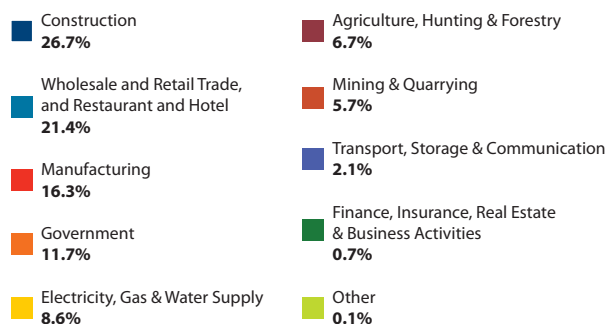 Construction
26.7%
Wholesale and Retail Trade,
and Restaurant and Hotel
21.4%
Manufacturing
16.3%
Government
11.7%
Electricity, Gas & Water Supply
8.6%
Agriculture, Hunting & Forestry
6.7%
Mining & Quarrying
5.7%
Transport, Storage & Communication
2.1%
Finance, Insurance, Real Estate
& Business Activities
0.7%
Other
0.1%